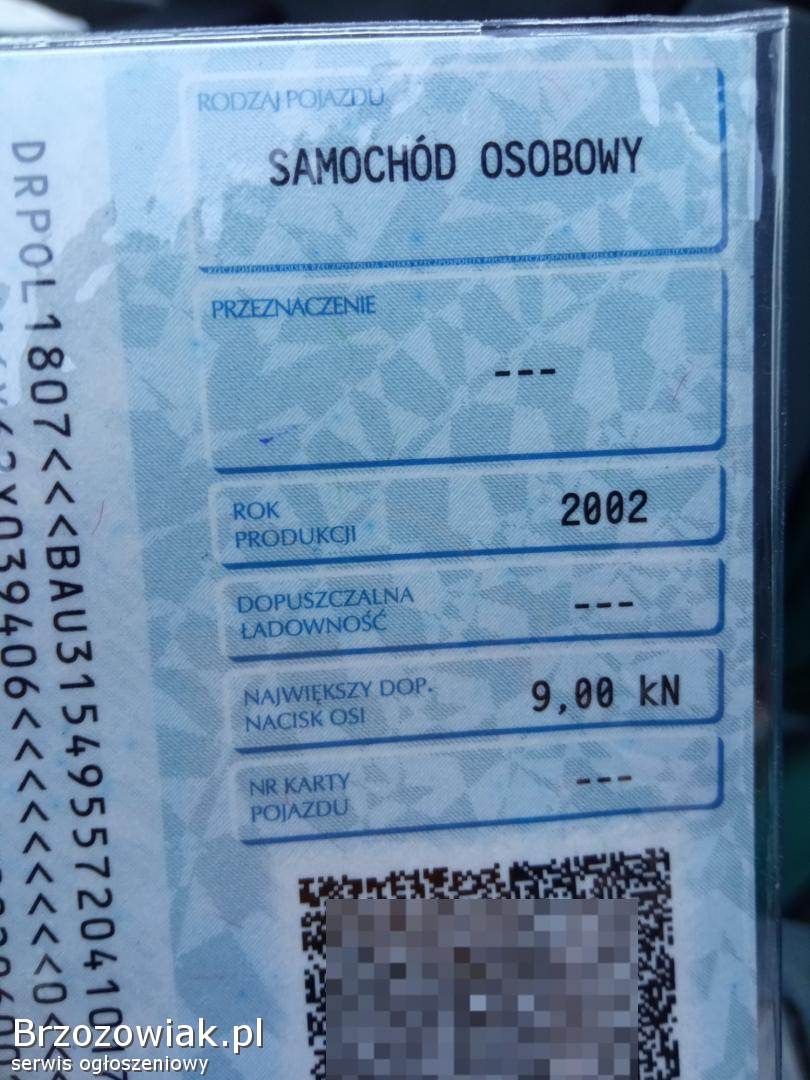 RODZAJ POJAZDU
SAMOCHÓD OSOBOWY
PRZEZNACZENIE
---
ROK
PRODUKCJI
2002
DOPUSZCZALNA
ŁADOWNOŚĆ
---
NAJWIĘKSZY DOP.
NACISK OSI
9,00 kN
NR KARTY
POJAZDU
---
DRPOL1807<<<BAU3154955720410
Brzozowiak.pl
serwis ogłoszeniowy